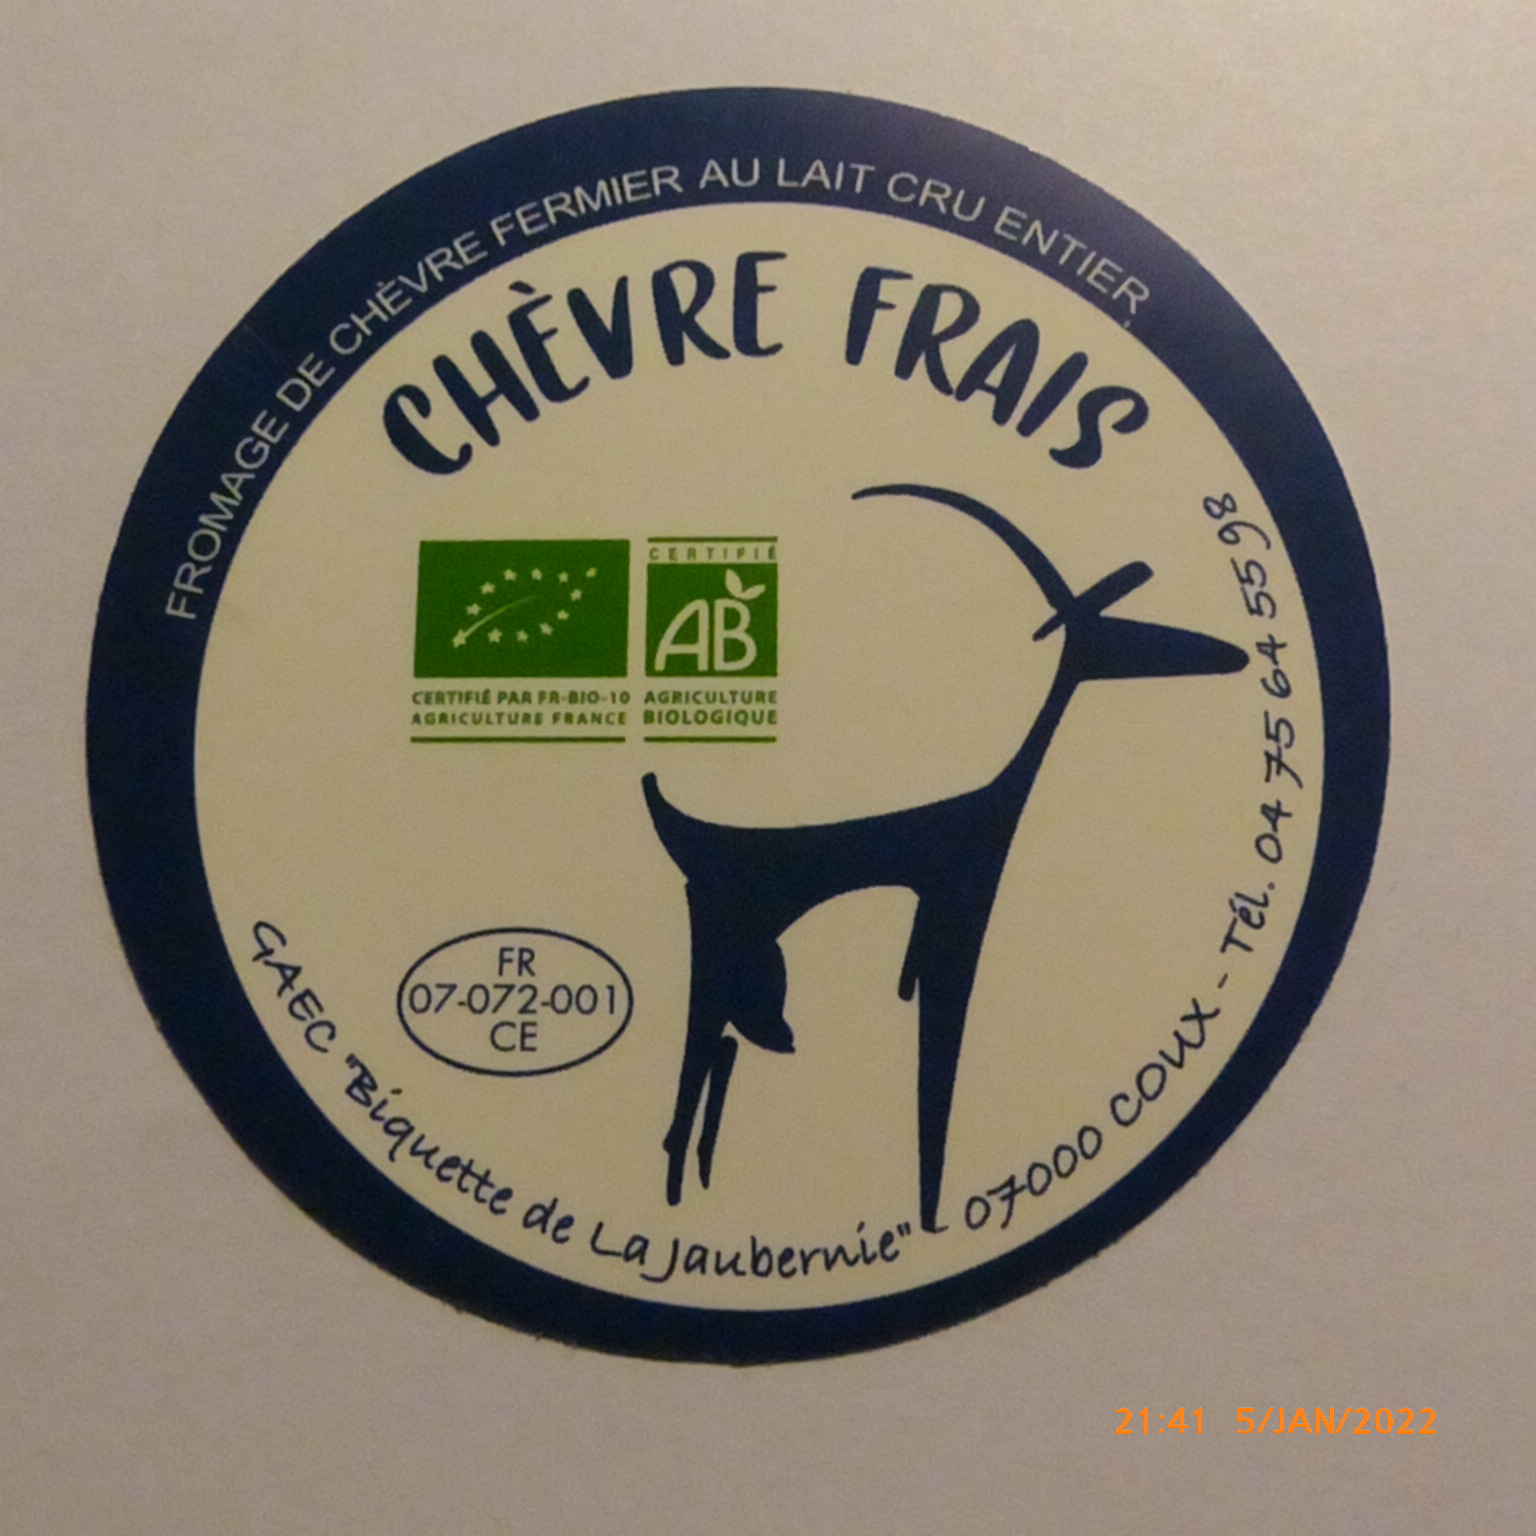 FROMAGE DE CHÈVRE FERMIER AU LAIT CRU ENTIER
CHÈVRE FRAIS
CERTIFIÉ
AB
CERTIFIÉ PAR FR-BIO-10
AGRICULTURE FRANCE
AGRICULTURE
BIOLOGIQUE
FR
07-072-001
CE
GAEC "Biquette de La Jaubernie" - 07000 COUX - Tél. 04 75 64 55 98
21:41 5/JAN/2022